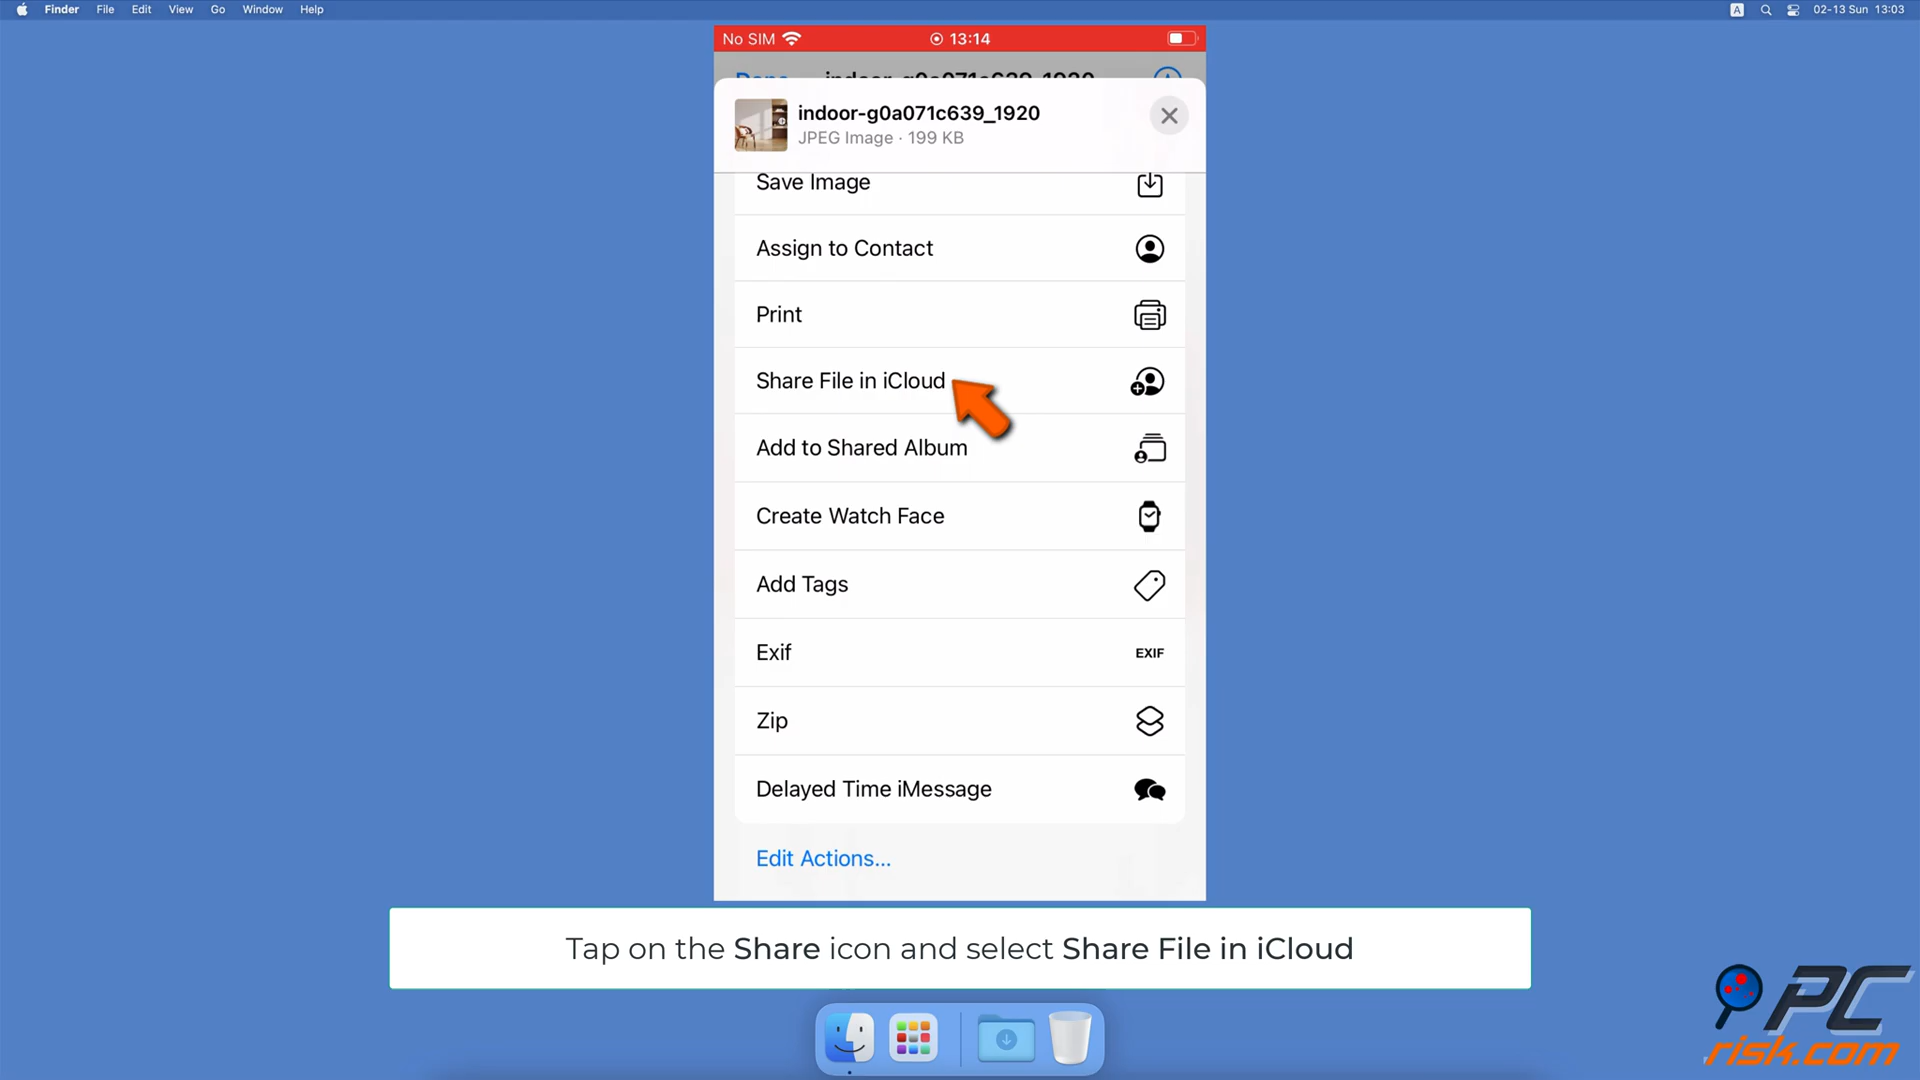 Finder File Edit View Go Window Help
A 02-13 Sun 13:03
No SIM 13:14
indoor-g0a071c639_1920
JPEG Image · 199 KB
Save Image
Assign to Contact
Print
Share File in iCloud
Add to Shared Album
Create Watch Face
Add Tags
Exif EXIF
Zip
Delayed Time iMessage
Edit Actions...
Tap on the Share icon and select Share File in iCloud
PC
risk.com